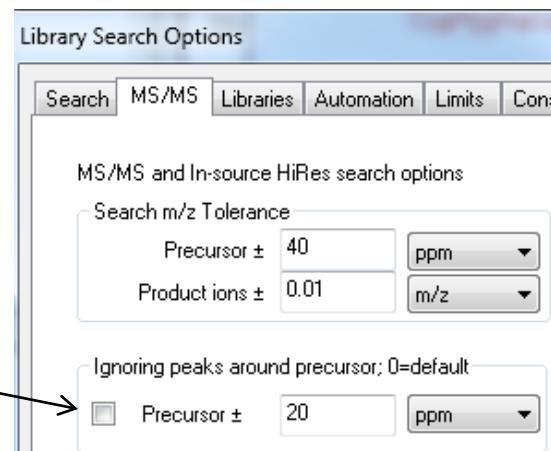 Library Search Options
Search MS/MS Libraries Automation Limits
MS/MS and In-source HiRes search options
Search m/z Tolerance
Precursor ± 40 ppm
Product ions ± 0.01 m/z
Ignoring peaks around precursor; 0=default
Precursor ± 20 ppm